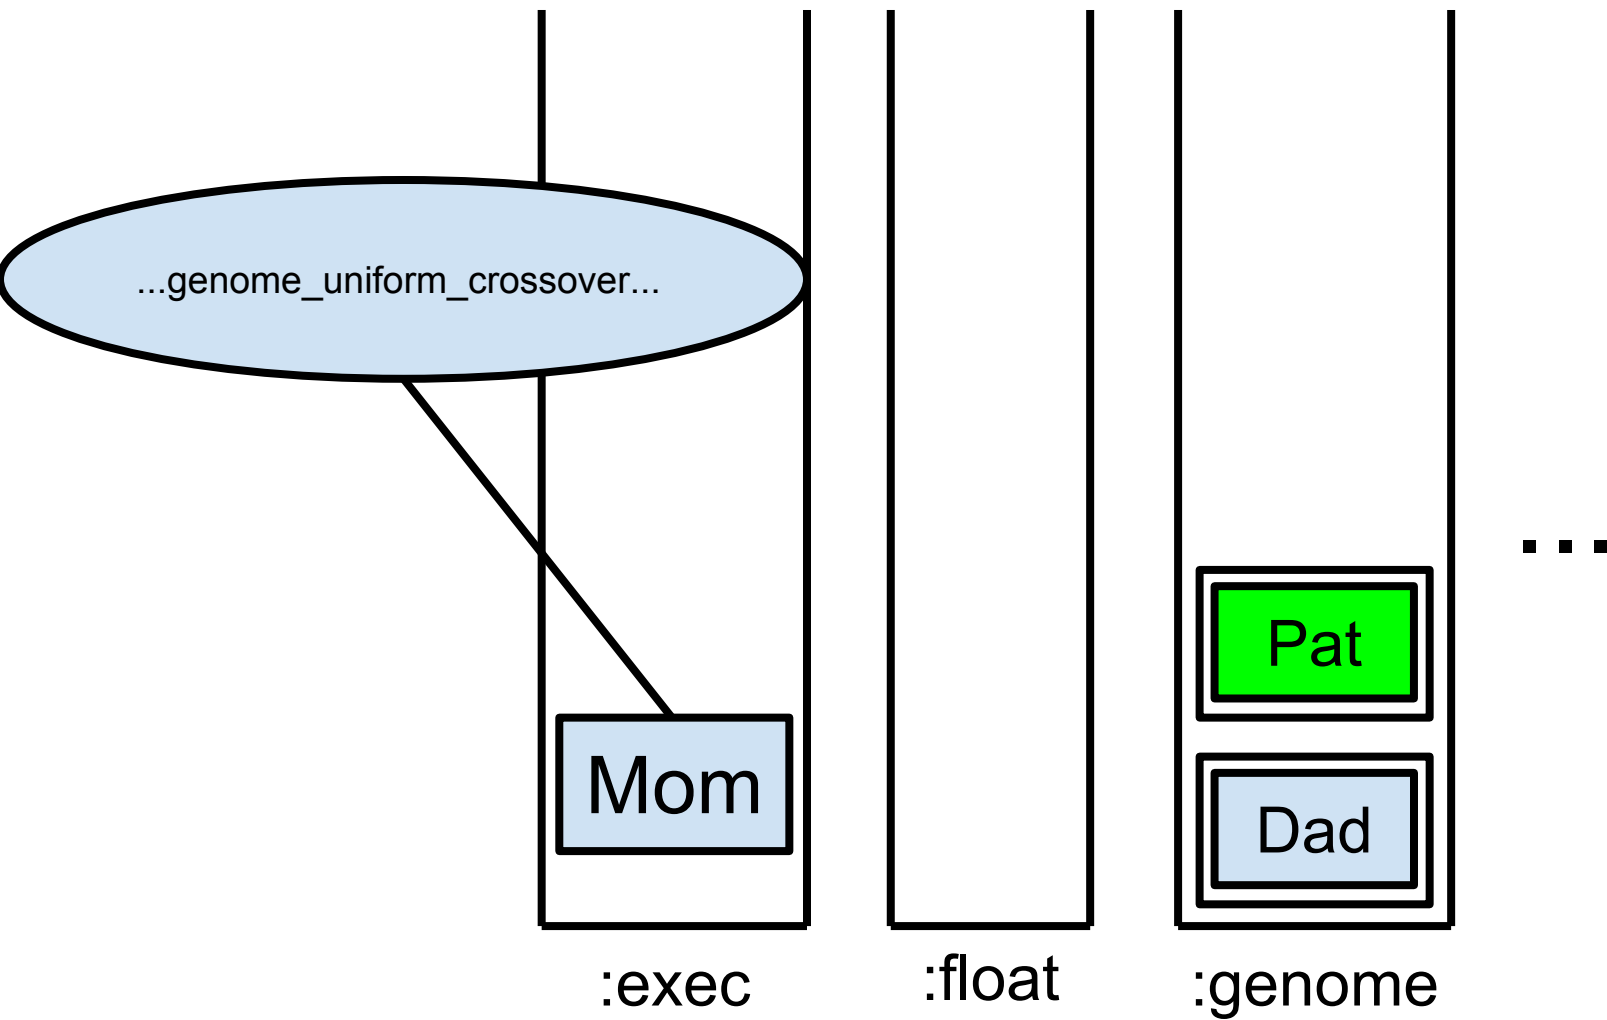 ...genome_uniform_crossover...
Pat
Mom
Dad
:exec
:float
:genome
...